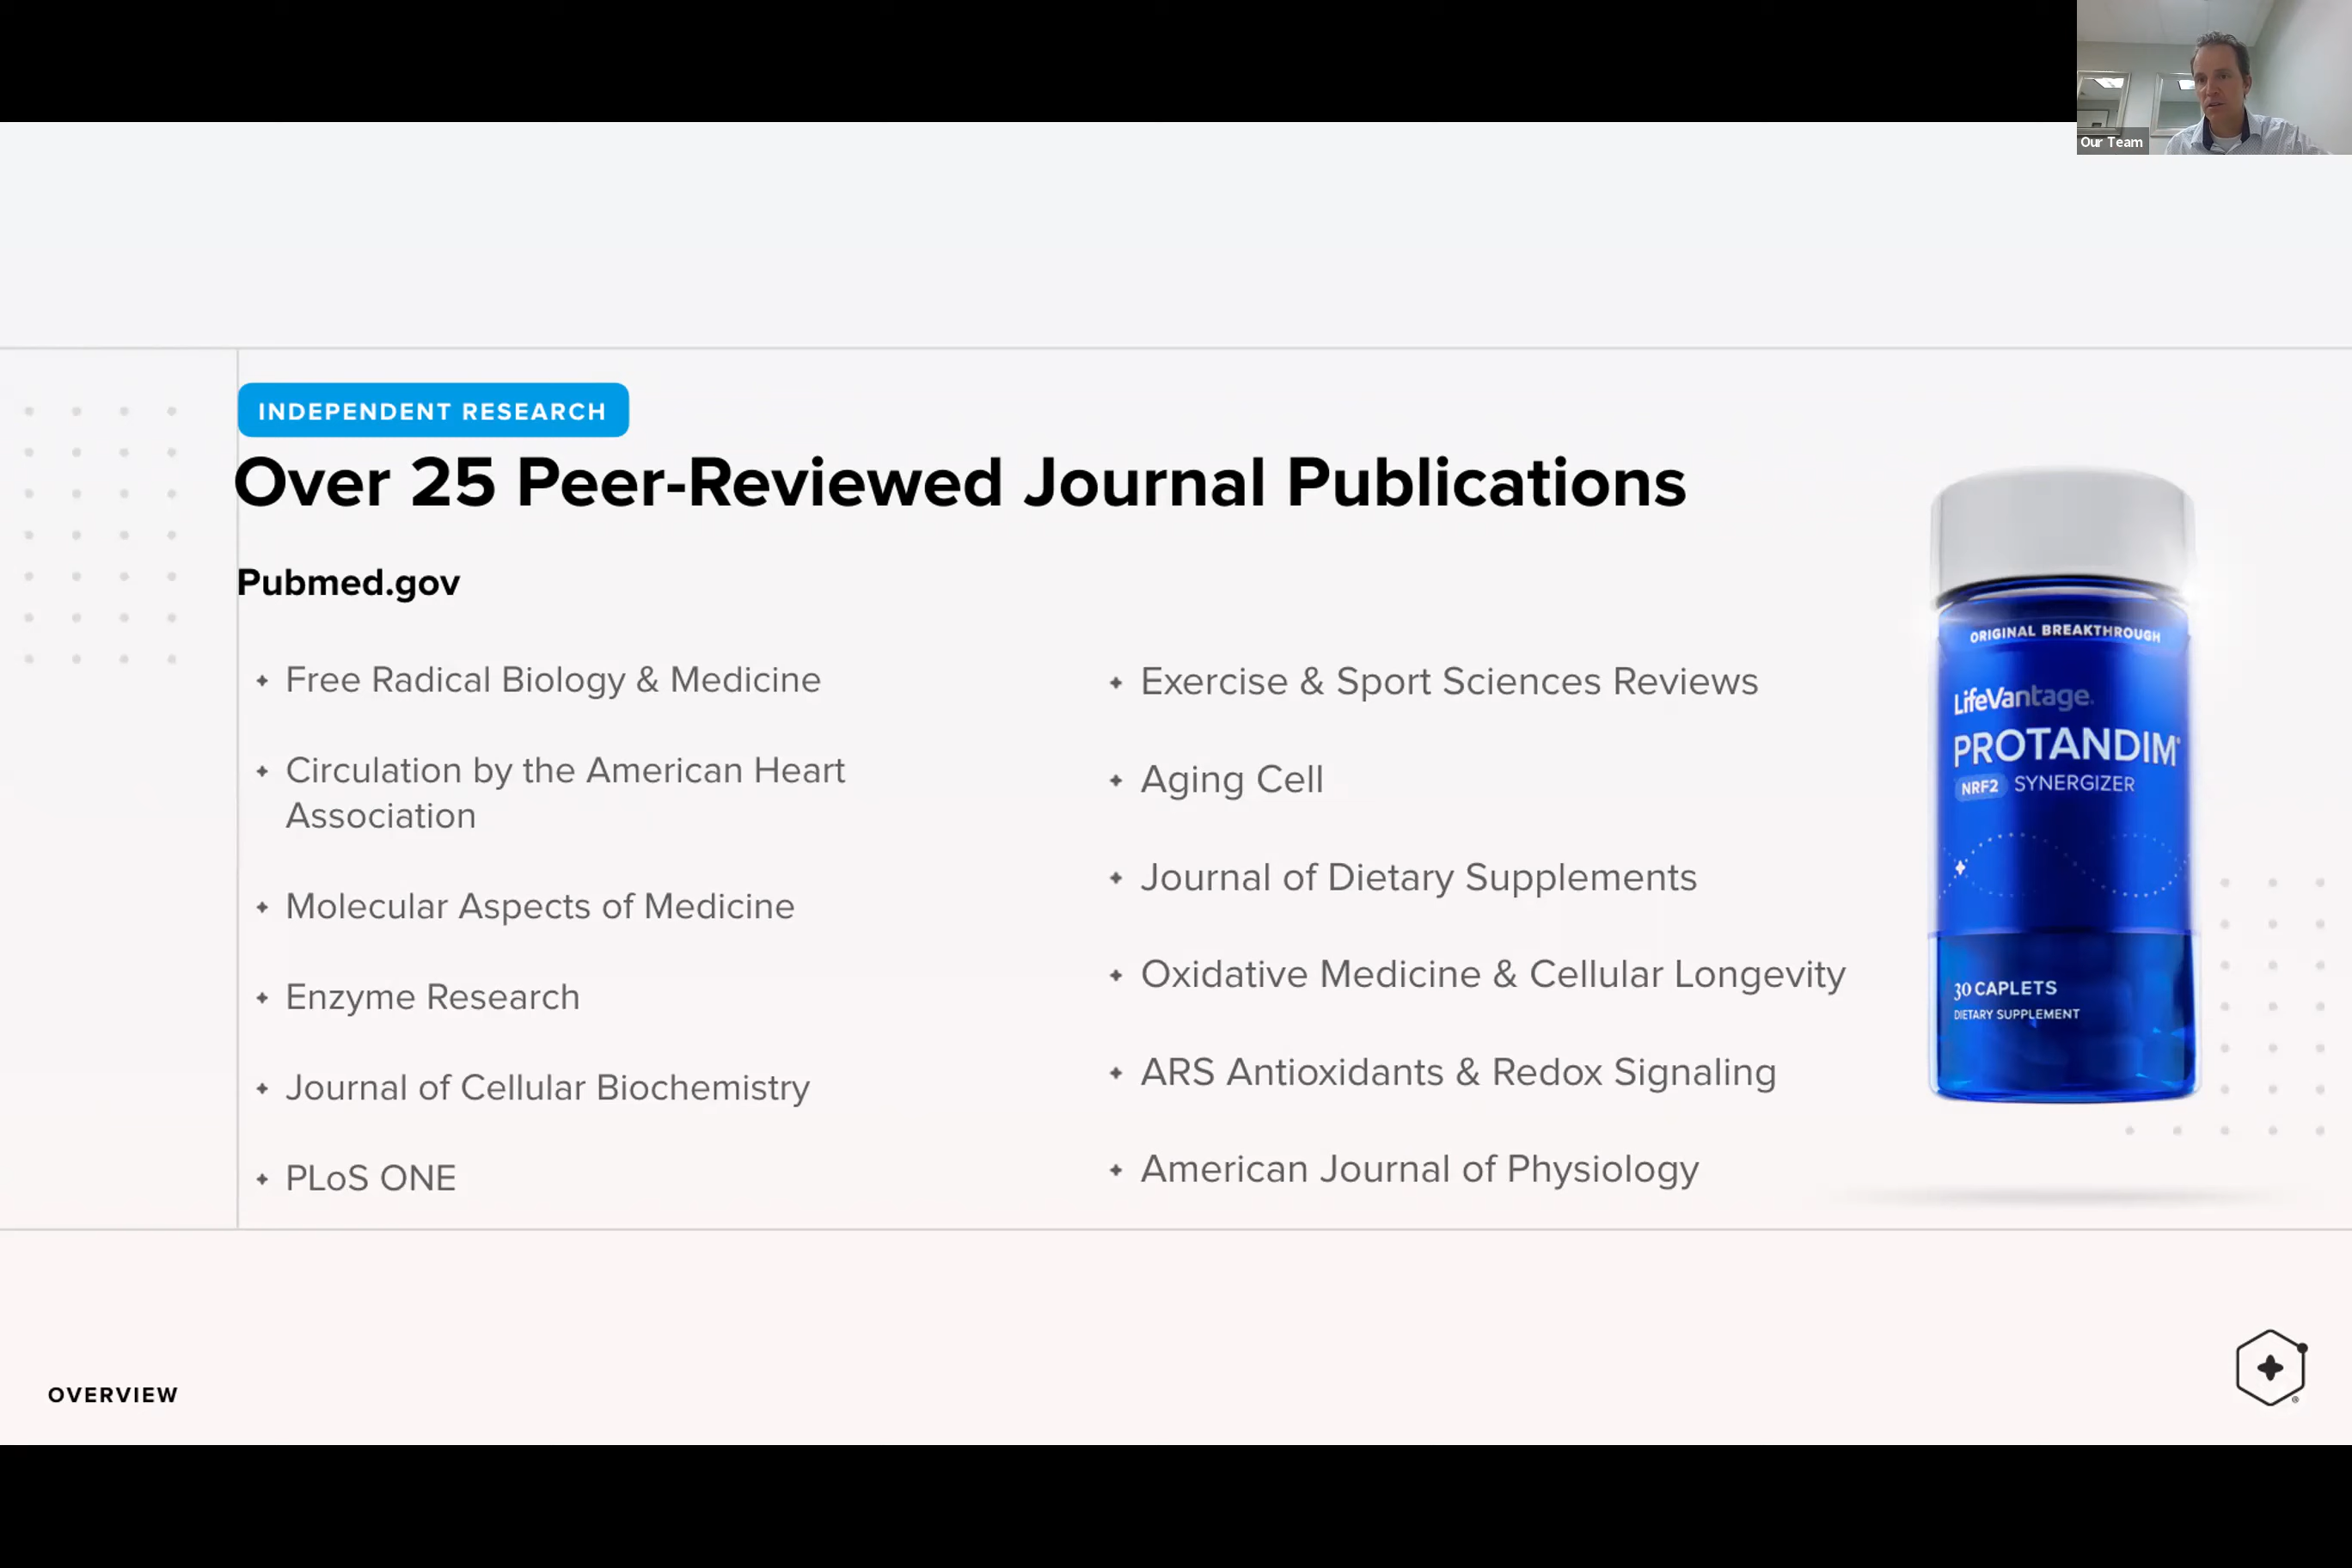 Our Team
INDEPENDENT RESEARCH
Over 25 Peer-Reviewed Journal Publications
Pubmed.gov
Free Radical Biology & Medicine
Circulation by the American Heart
Association
Molecular Aspects of Medicine
Enzyme Research
Journal of Cellular Biochemistry
PLoS ONE
Exercise & Sport Sciences Reviews
Aging Cell
Journal of Dietary Supplements
Oxidative Medicine & Cellular Longevity
ARS Antioxidants & Redox Signaling
American Journal of Physiology
ORIGINAL BREAKTHROUGH
LifeVantage®
PROTANDIM®
NRF2 SYNERGIZER
30 CAPLETS
DIETARY SUPPLEMENT
OVERVIEW
®